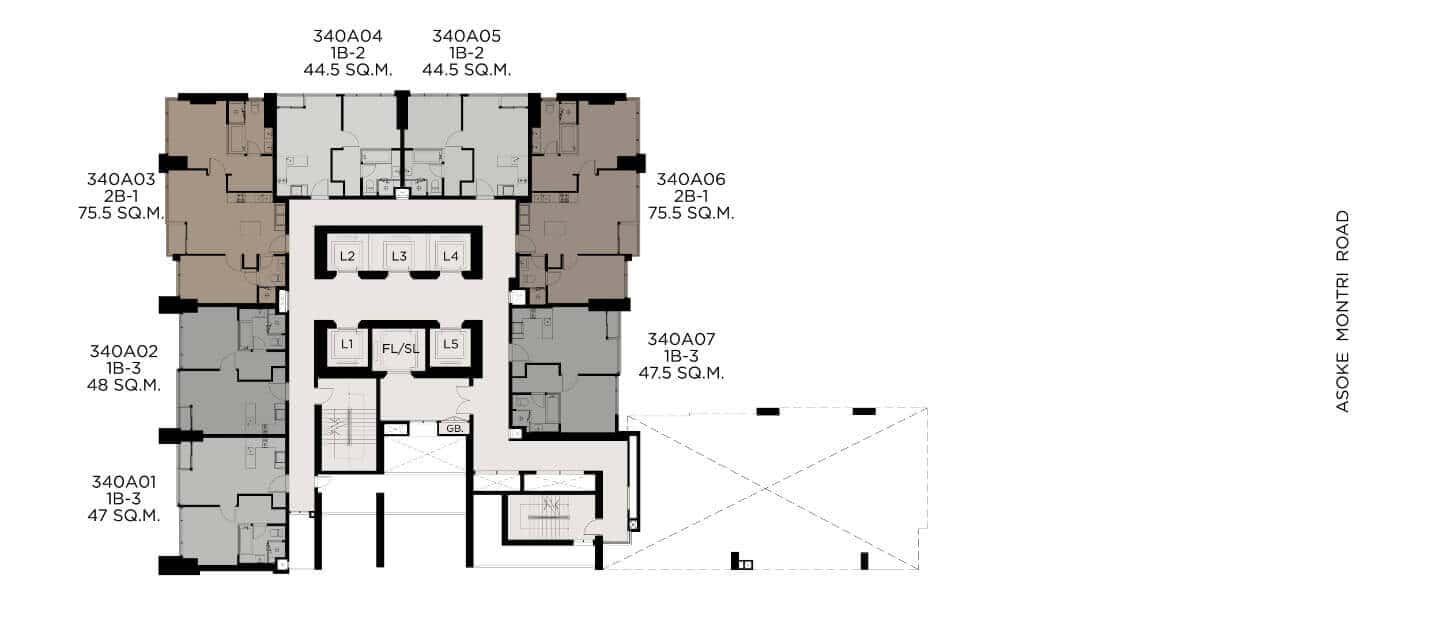 340A04
1B-2
44.5 SQ.M.
340A05
1B-2
44.5 SQ.M.
340A03
2B-1
75.5 SQ.M.
340A06
2B-1
75.5 SQ.M.
L2
L3
L4
340A02
1B-3
48 SQ.M.
L1
FL/SL
L5
340A07
1B-3
47.5 SQ.M.
GB.
340A01
1B-3
47 SQ.M.
ASOKE MONTRI ROAD